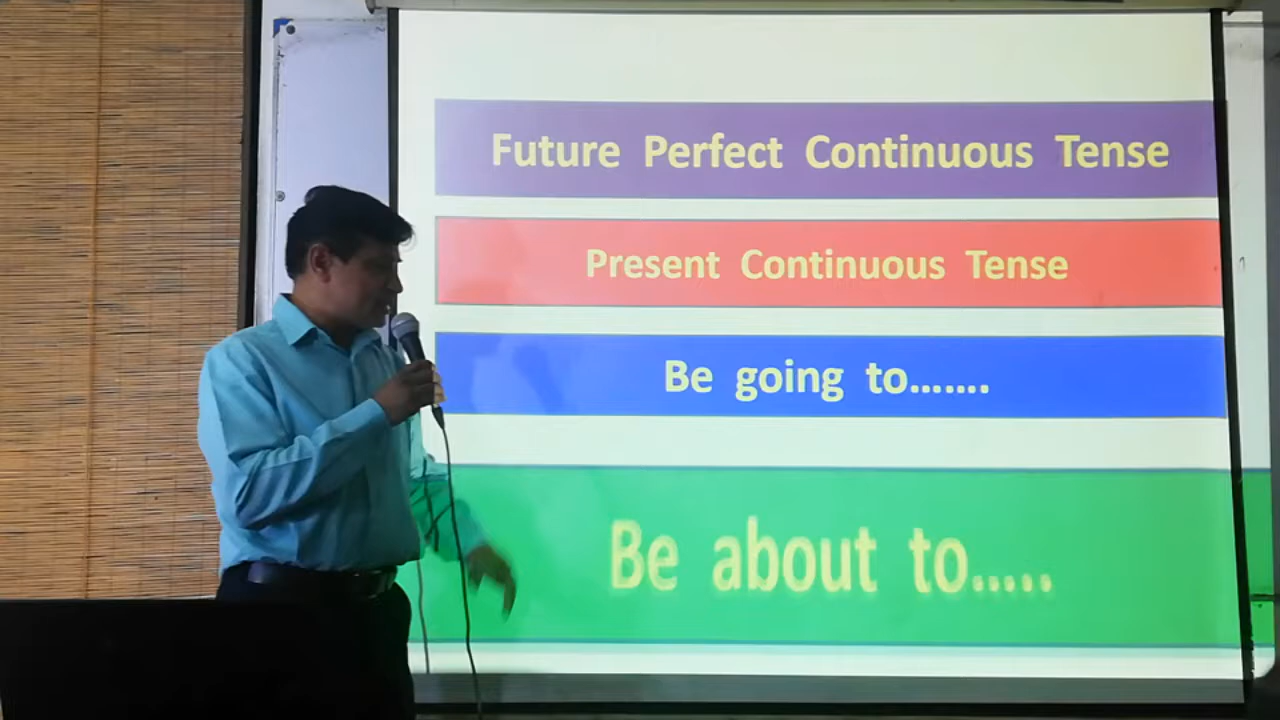 Future Perfect Continuous Tense
Present Continuous Tense
Be going to.......
Be about to.....